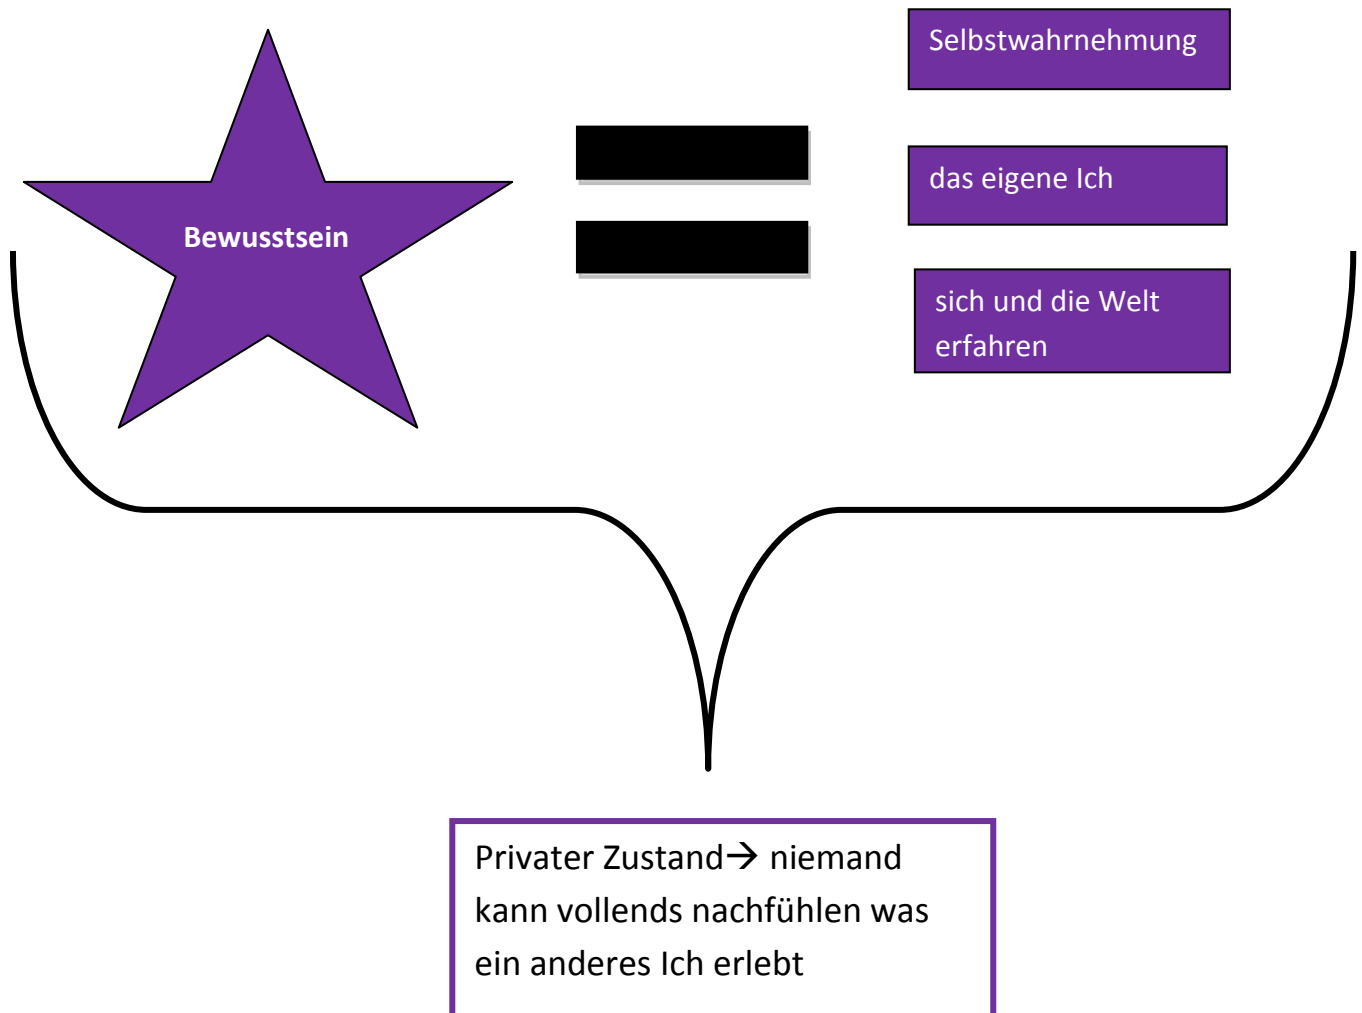 Bewusstsein
Selbstwahrnehmung
das eigene Ich
sich und die Welt
erfahren
Privater Zustand→ niemand
kann vollends nachfühlen was
ein anderes Ich erlebt